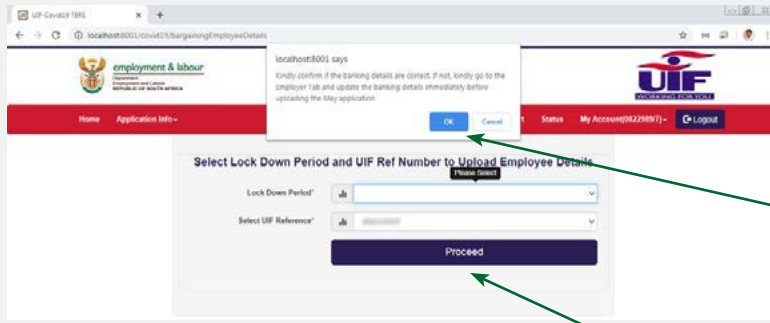 UIF-Covid19 TERS
localhost:8001/covid19/bargainingEmployeeDetails
localhost:8001 says
Kindly confirm if the banking details are correct. If not, kindly go to the
Employer Tab and update the banking details immediately before
uploading the May application
OK Cancel
employment & labour
Department:
Employment and Labour
REPUBLIC OF SOUTH AFRICA
UIF
WORKING FOR YOU
Home Application Info Status My Account(0822989/7) Logout
Select Lock Down Period and UIF Ref Number to Upload Employee Details
Please Select
Lock Down Period*
Select UIF Reference*
Proceed